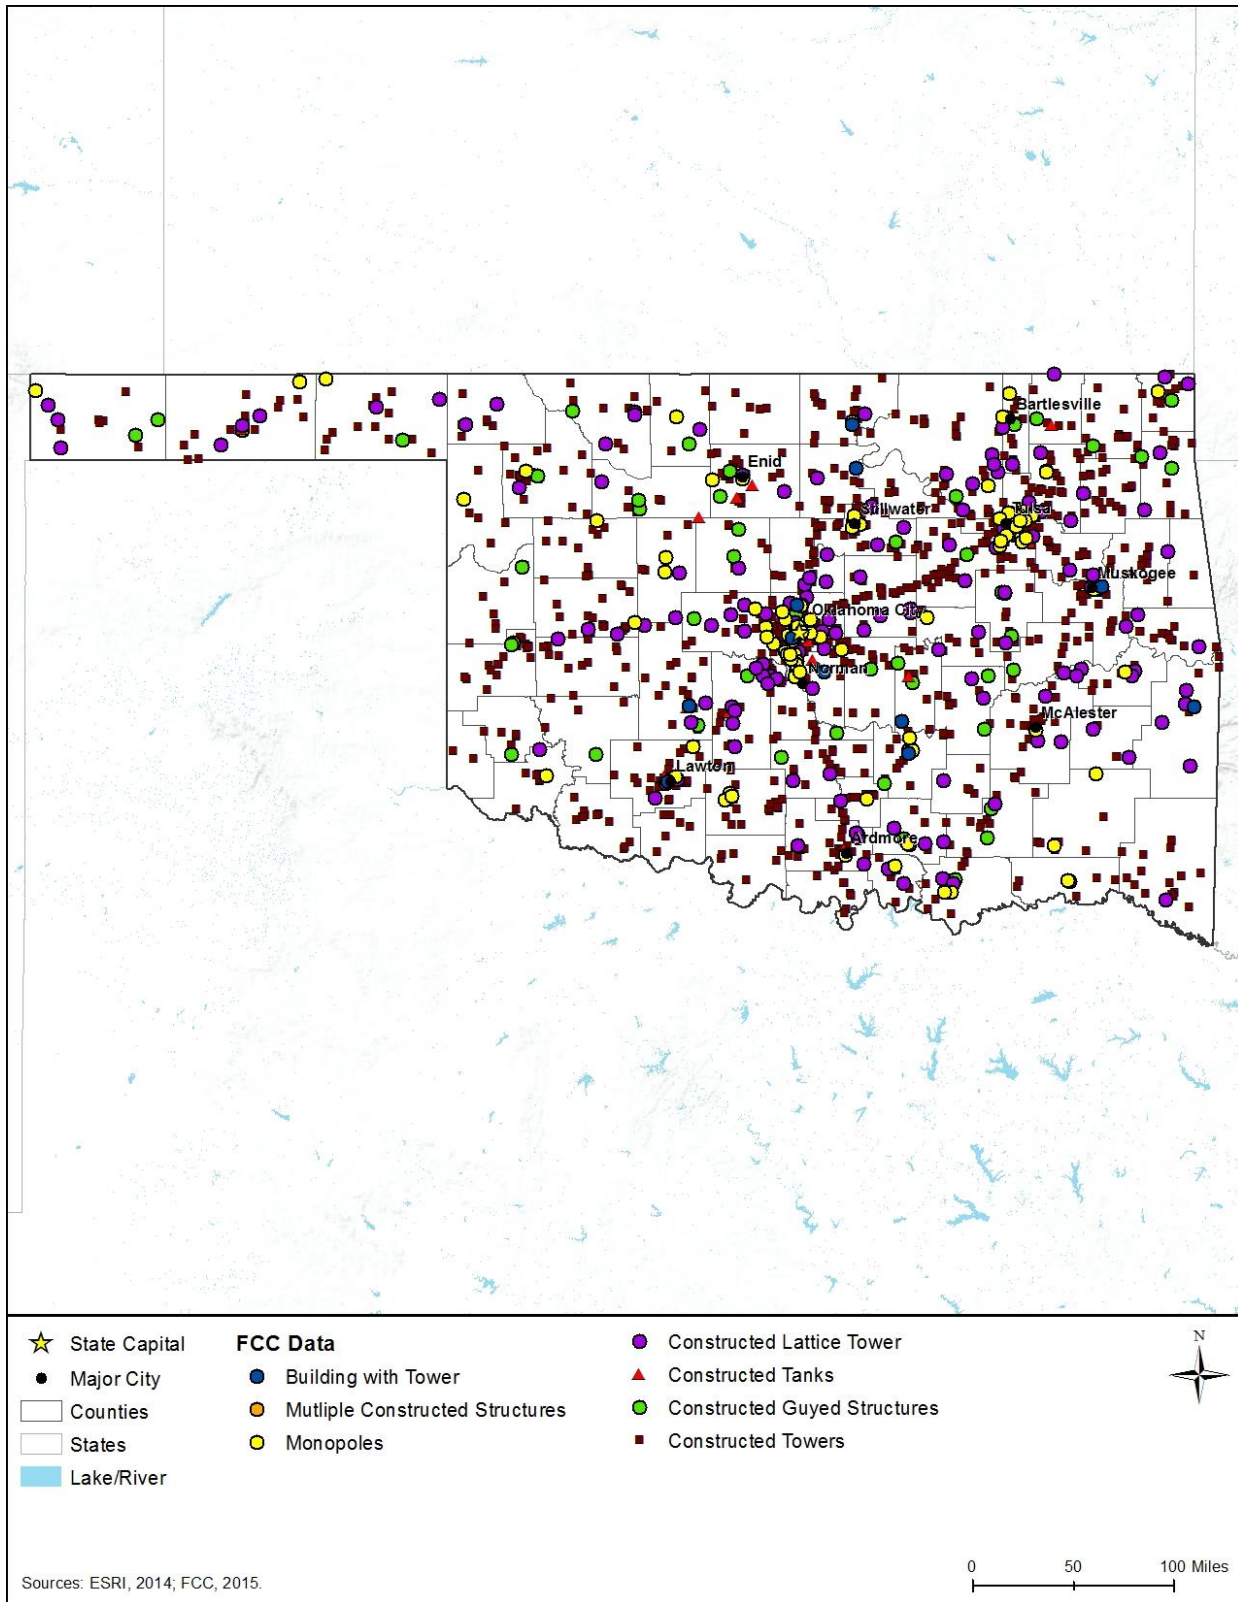 Bartlesville
Enid
Stillwater
Tulsa
Muskogee
Oklahoma City
Norman
McAlester
Lawton
Ardmore
State Capital
Major City
Counties
States
Lake/River
FCC Data
Building with Tower
Mutliple Constructed Structures
Monopoles
Constructed Lattice Tower
Constructed Tanks
Constructed Guyed Structures
Constructed Towers
N
Sources: ESRI, 2014; FCC, 2015.
0 50 100 Miles